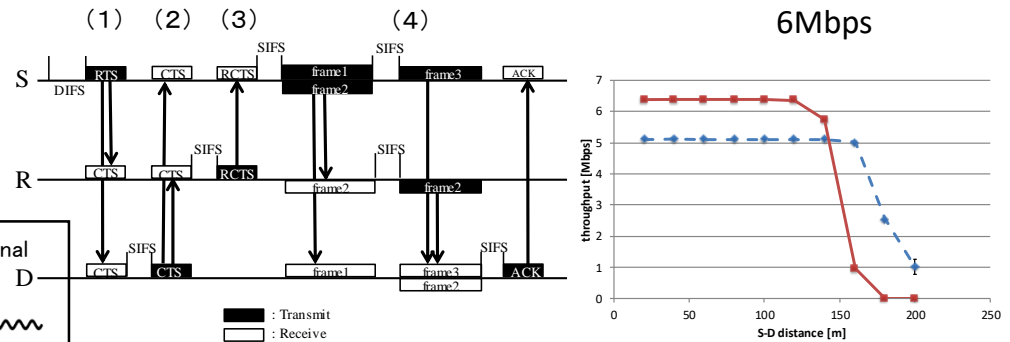 (1) (2) (3) (4)
SIFS SIFS
S RTS CTS RCTS frame1 frame3 ACK
DIFS frame2
SIFS SIFS
R CTS CTS RCTS frame2 frame2
nal
SIFS SIFS
D CTS CTS frame1 frame3 ACK
frame2
: Transmit
: Receive
6Mbps
throughput [Mbps]
7
6
5
4
3
2
1
0
0 50 100 150 200 250
S-D distance [m]